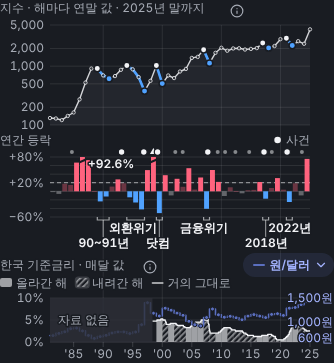 지수 · 해마다 연말 값 · 2025년 말까지 ⓘ
5,000
2,000
1,000
500
200
100
연간 등락 ● 사건
+80%
+92.6%
+20%
−60%
외환위기 금융위기 2022년
90~91년 닷컴 2018년
한국 기준금리 · 매달 값 ⓘ
— 원/달러
올라간 해 내려간 해 — 거의 그대로
10% 1,500원
자료 없음
5% 1,000원
0% 600원
'85 '90 '95 '00 '05 '10 '15 '20 '25